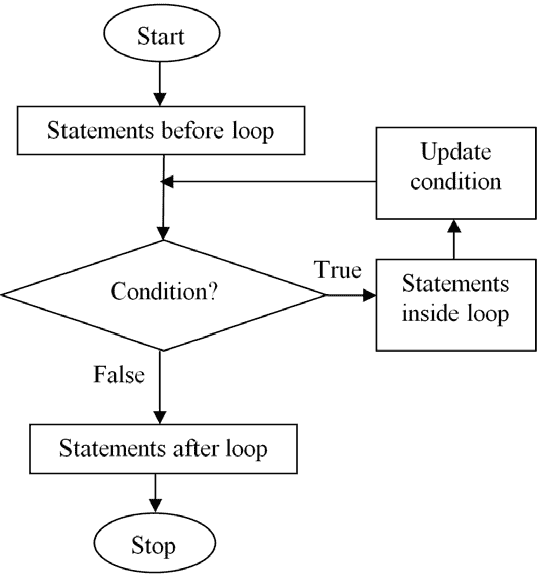 Start
Statements before loop
Update
condition
Condition?
True
Statements
inside loop
False
Statements after loop
Stop